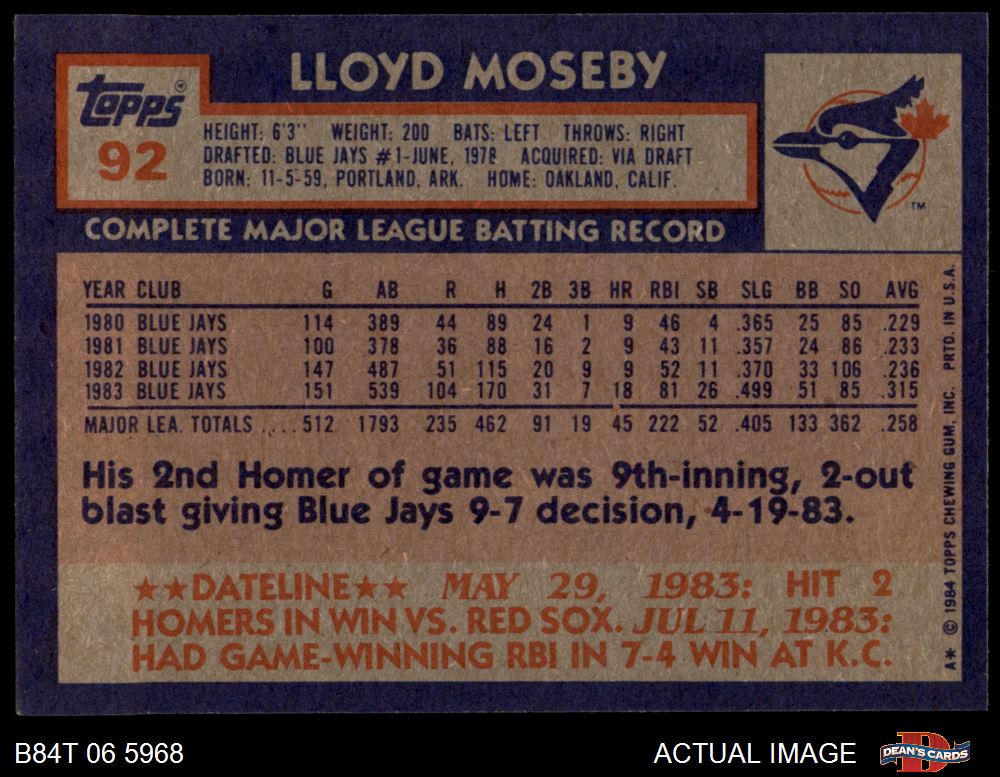 LLOYD MOSEBY
Topps®
92
HEIGHT: 6'3" WEIGHT: 200 BATS: LEFT THROWS: RIGHT
DRAFTED: BLUE JAYS #1-JUNE, 1978 ACQUIRED: VIA DRAFT
BORN: 11-5-59, PORTLAND, ARK. HOME: OAKLAND, CALIF.
TM
COMPLETE MAJOR LEAGUE BATTING RECORD
YEAR CLUB G AB R H 2B 3B HR RBI SB SLG BB SO AVG
1980 BLUE JAYS 114 389 44 89 24 1 9 46 4 .365 25 85 .229
1981 BLUE JAYS 100 378 36 88 16 2 9 43 11 .357 24 86 .233
1982 BLUE JAYS 147 487 51 115 20 9 9 52 11 .370 33 106 .236
1983 BLUE JAYS 151 539 104 170 31 7 18 81 26 .499 51 85 .315
MAJOR LEA. TOTALS .... 512 1793 235 462 91 19 45 222 52 .405 133 362 .258
His 2nd Homer of game was 9th-inning, 2-out
blast giving Blue Jays 9-7 decision, 4-19-83.
★★DATELINE★★ MAY 29, 1983: HIT 2
HOMERS IN WIN VS. RED SOX. JUL 11, 1983:
HAD GAME-WINNING RBI IN 7-4 WIN AT K.C.
A* © 1984 TOPPS CHEWING GUM, INC. PRTD. IN U.S.A.
B84T 06 5968
ACTUAL IMAGE
DEAN'S CARDS